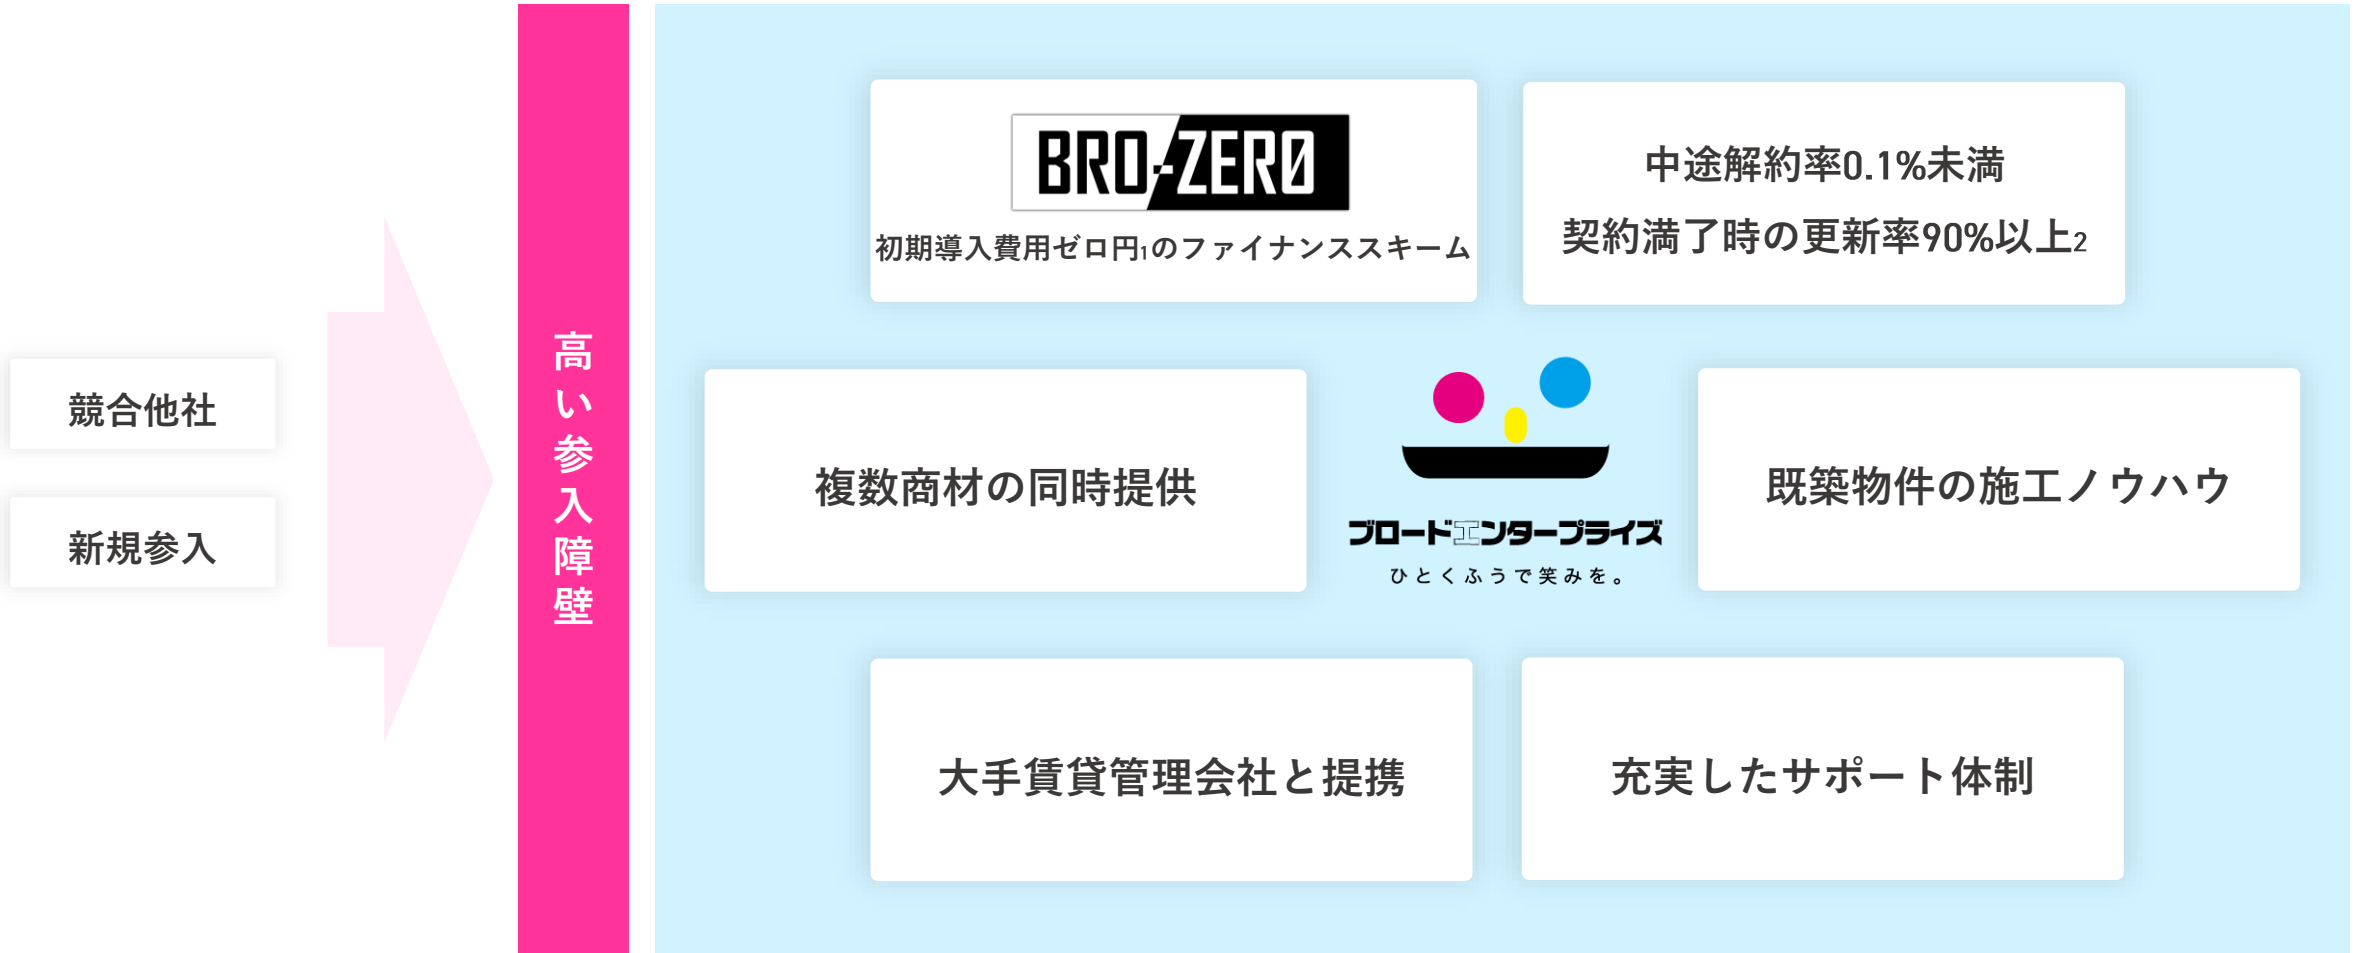 競合他社
新規参入
高い参入障壁
BRO-ZERO
初期導入費用ゼロ円1のファイナンススキーム
中途解約率0.1%未満
契約満了時の更新率90%以上2
複数商材の同時提供
ブロードエンタープライズ
ひとくふうで笑みを。
既築物件の施工ノウハウ
大手賃貸管理会社と提携
充実したサポート体制